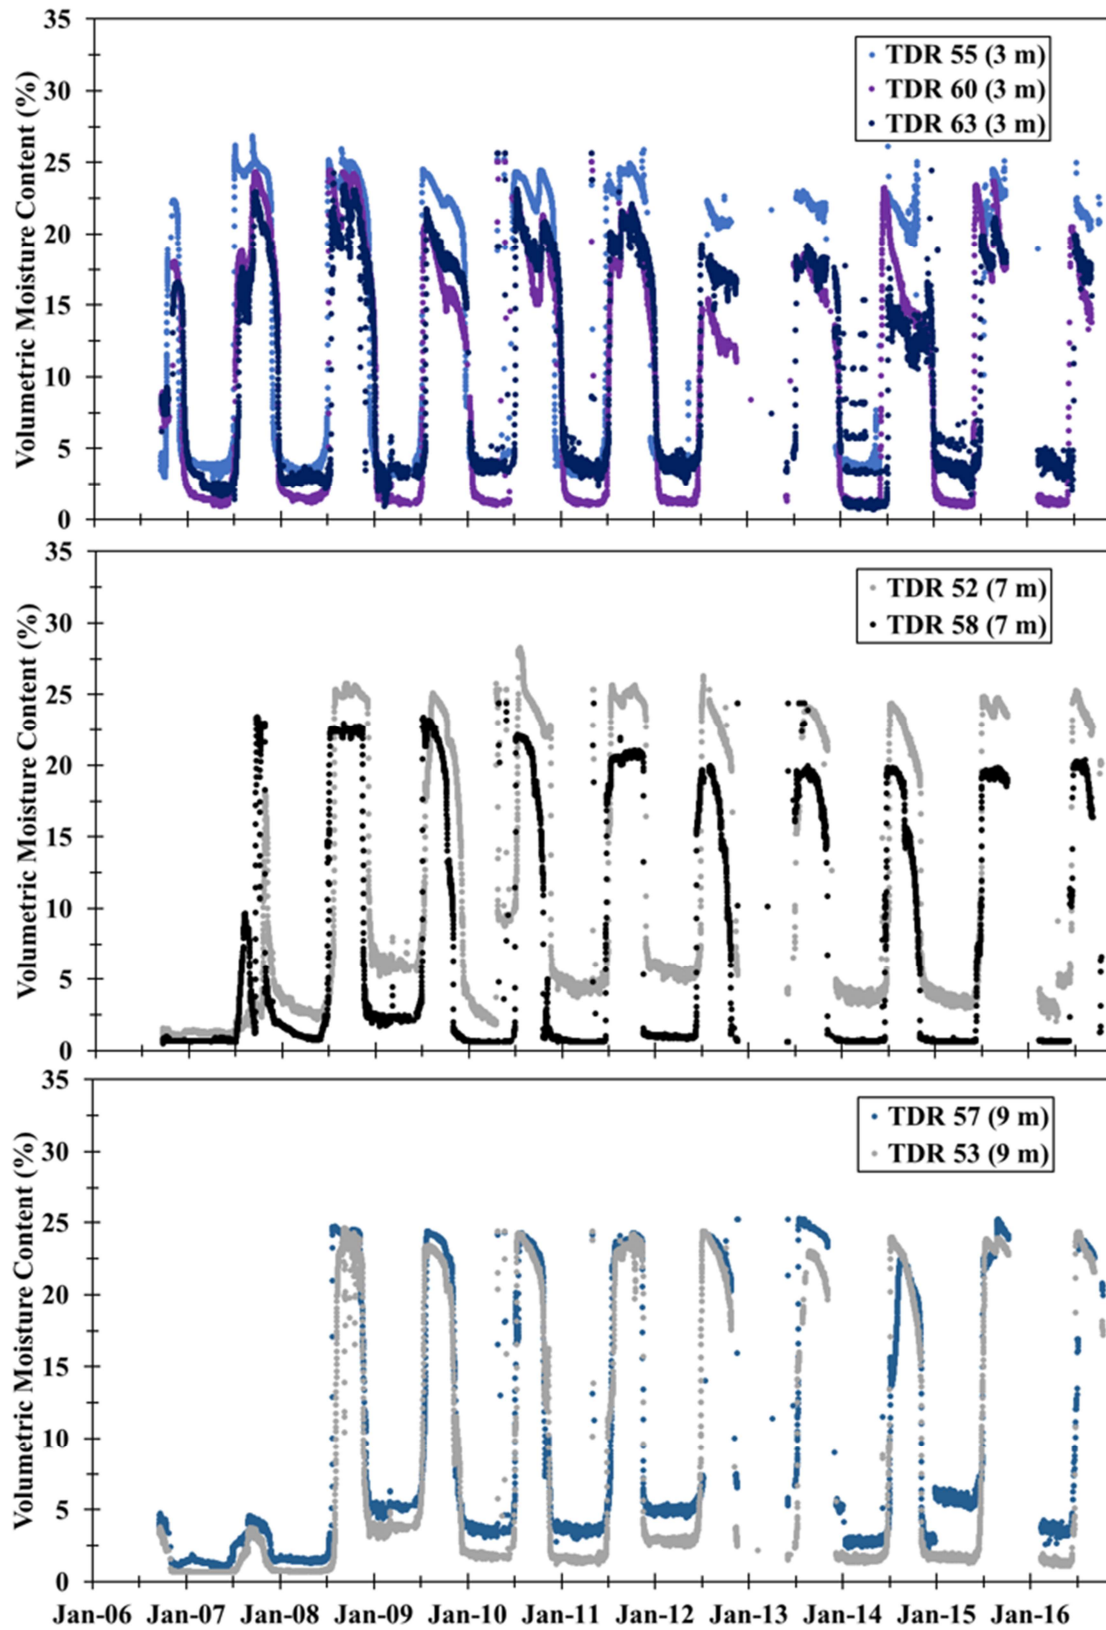 35
30
25
20
15
10
5
0
Volumetric Moisture Content (%)
TDR 55 (3 m)
TDR 60 (3 m)
TDR 63 (3 m)
35
30
25
20
15
10
5
0
Volumetric Moisture Content (%)
TDR 52 (7 m)
TDR 58 (7 m)
35
30
25
20
15
10
5
0
Volumetric Moisture Content (%)
TDR 57 (9 m)
TDR 53 (9 m)
Jan-06 Jan-07 Jan-08 Jan-09 Jan-10 Jan-11 Jan-12 Jan-13 Jan-14 Jan-15 Jan-16